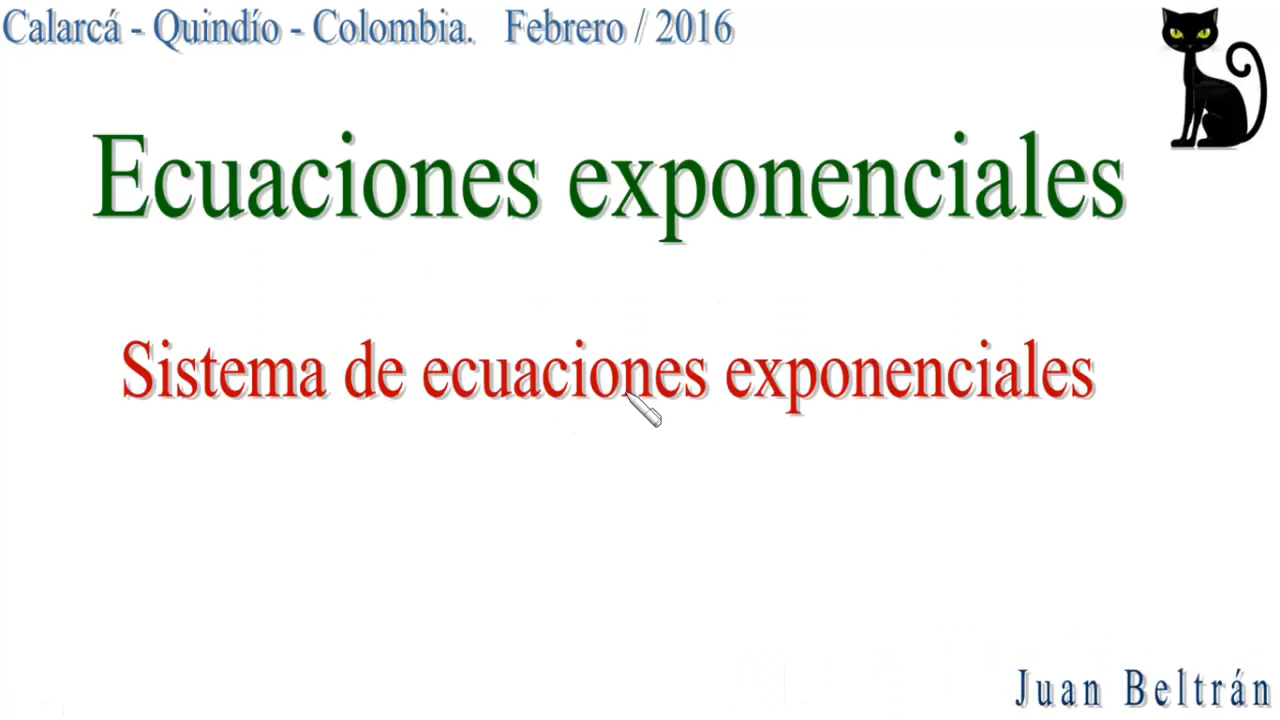 Calarcá - Quindío - Colombia. Febrero / 2016
Ecuaciones exponenciales
Sistema de ecuaciones exponenciales
Juan Beltrán